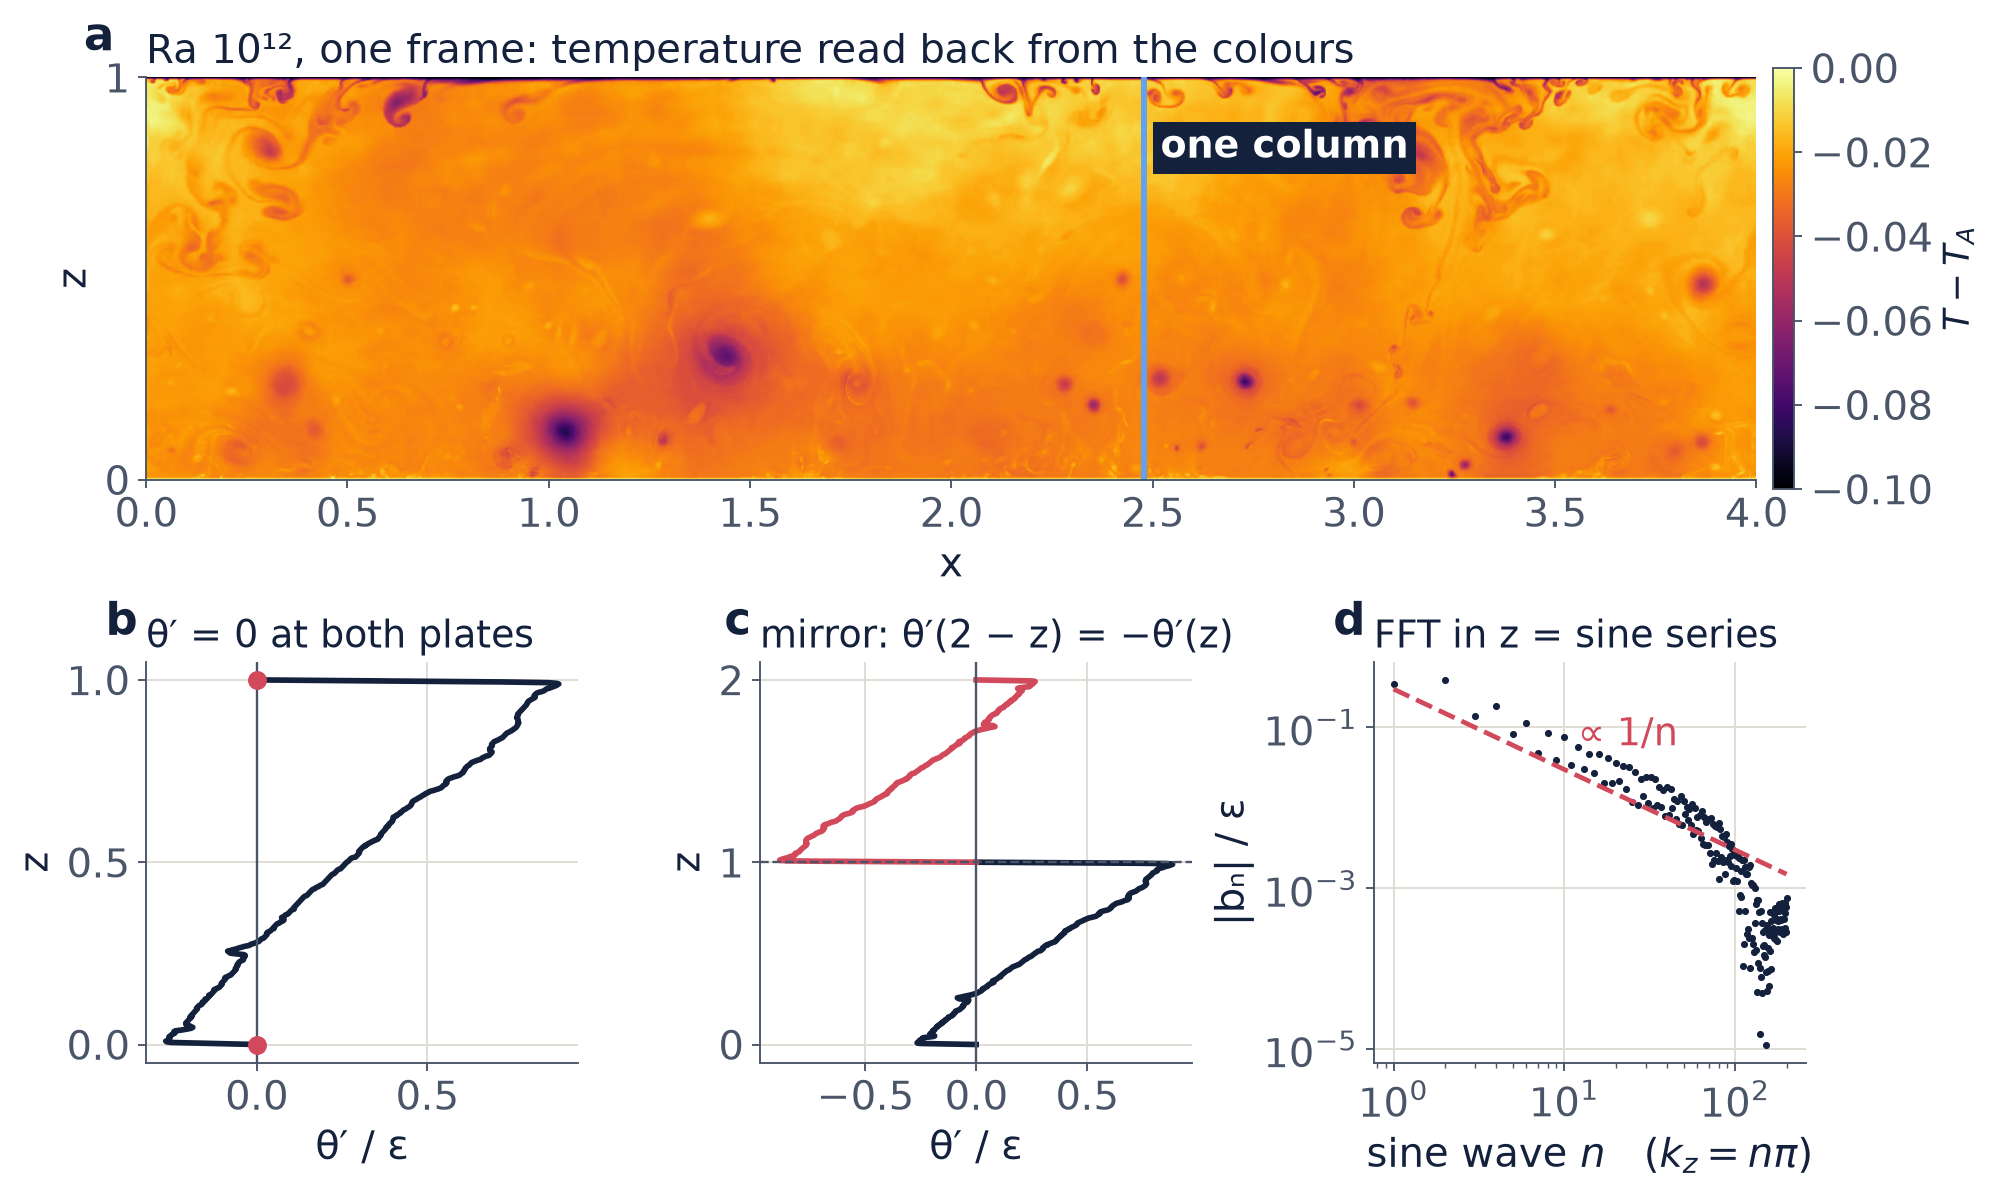 a
Ra 10¹², one frame: temperature read back from the colours
1
z
0
one column
0.0 0.5 1.0 1.5 2.0 2.5 3.0 3.5 4.0
x
0.00
−0.02
−0.04
−0.06
−0.08
−0.10
T − T_A
b
θ′ = 0 at both plates
1.0
0.5
0.0
z
0.0 0.5
θ′ / ε
c
mirror: θ′(2 − z) = −θ′(z)
2
1
0
z
−0.5 0.0 0.5
θ′ / ε
d
FFT in z = sine series
∝ 1/n
10⁻¹
10⁻³
10⁻⁵
|bₙ| / ε
10⁰ 10¹ 10²
sine wave n (k_z = nπ)